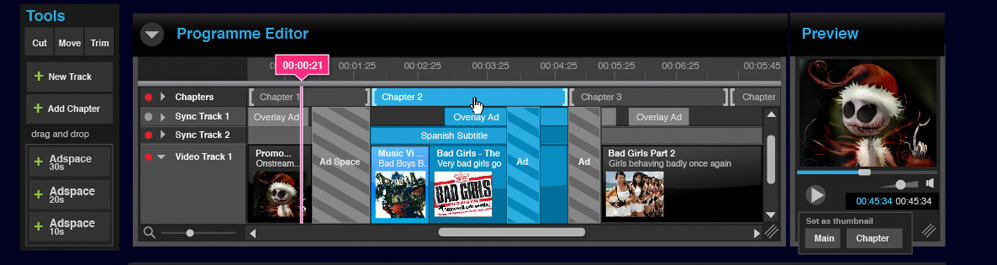 Tools
Cut Move Trim
+ New Track
+ Add Chapter
drag and drop
+ Adspace
30s
+ Adspace
20s
+ Adspace
10s
Programme Editor
00:00:21
00:01:25 00:02:25 00:03:25 00:04:25 00:05:25 00:06:25 00:05:45
Chapters
Chapter 1
Chapter 2
Chapter 3
Chapter
Sync Track 1
Overlay Ad
Overlay Ad
Overlay Ad
Sync Track 2
Spanish Subtitle
Video Track 1
Promo...
Onstream...
Ad Space
Music Vi ...
Bad Boys B...
Bad Girls - The
Very bad girls go
BAD GIRLS
Ad
Ad
Bad Girls Part 2
Girls behaving badly once again
Preview
00:45:34 00:45:34
Set as thumbnail
Main Chapter